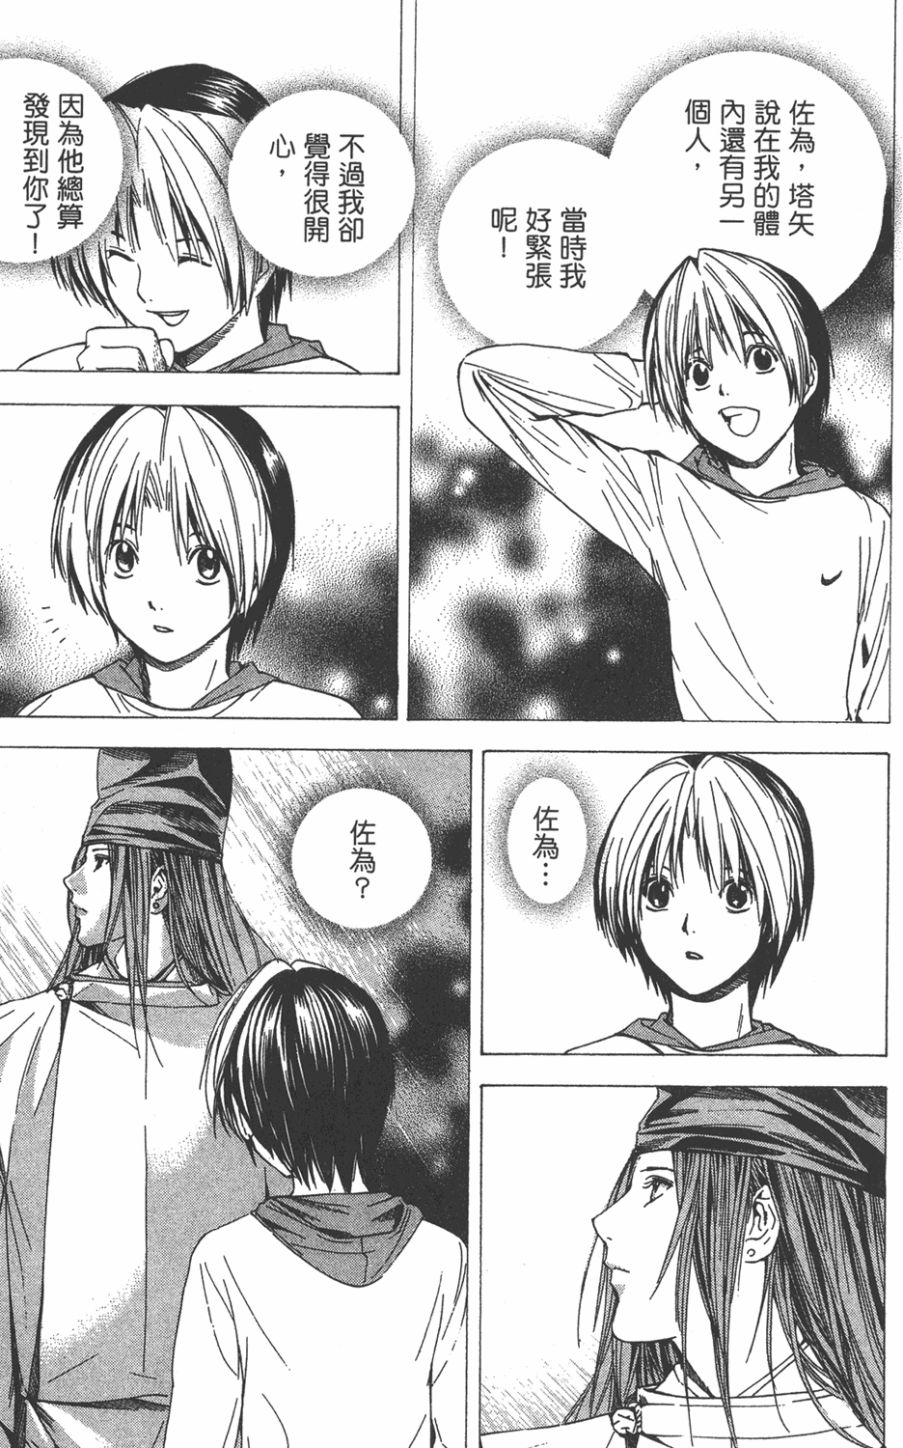 佐為，塔矢
說在我的體
內還有另一
個人，
當時我
好緊張
呢！
不過我卻
覺得很開
心，
因為他總算
發現到你了！
佐為…
佐為？